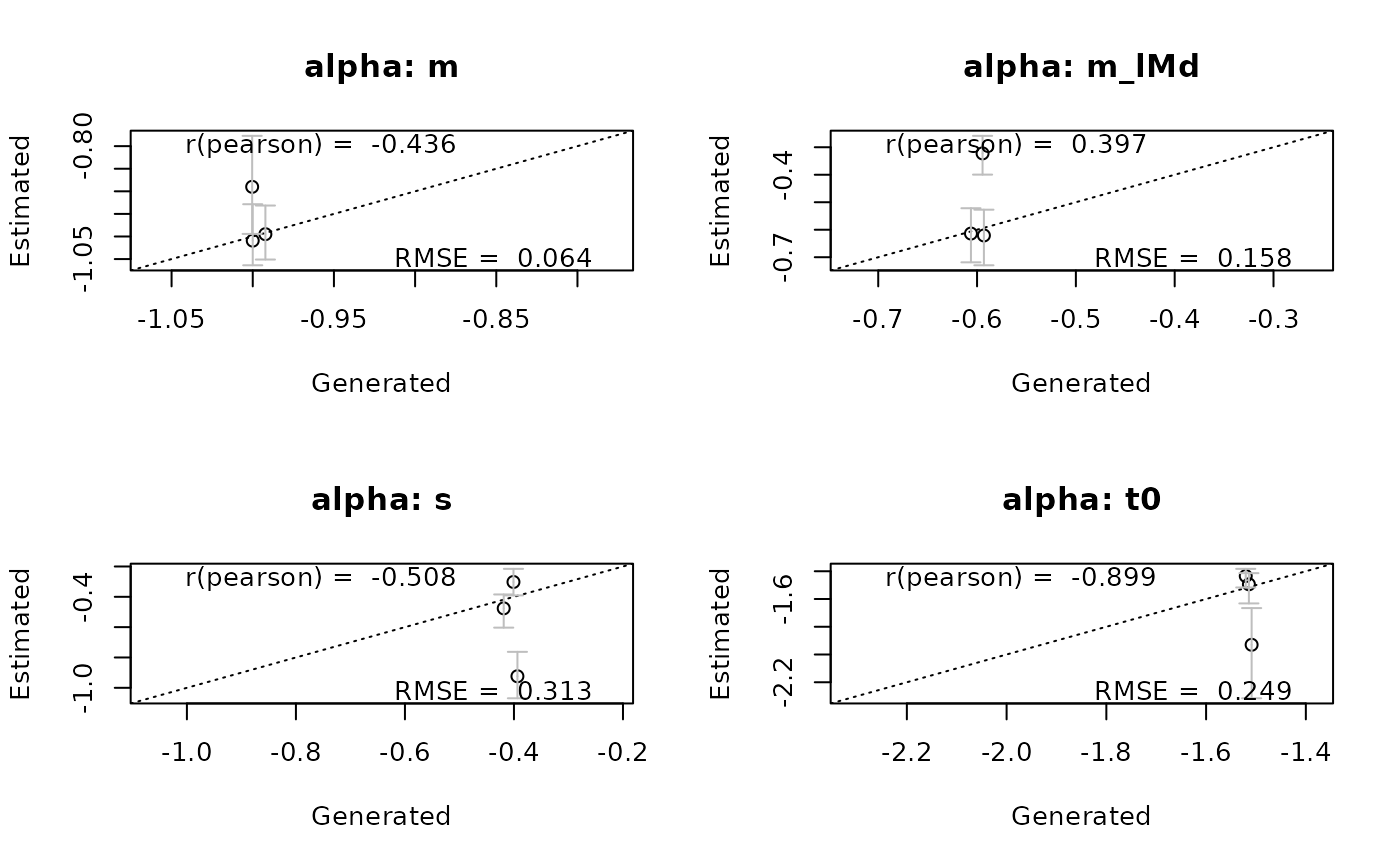 alpha: m
r(pearson) = -0.436
RMSE = 0.064
Estimated
-0.80
-1.05
-1.05 -0.95 -0.85
Generated
alpha: m_lMd
r(pearson) = 0.397
RMSE = 0.158
Estimated
-0.4
-0.7
-0.7 -0.6 -0.5 -0.4 -0.3
Generated
alpha: s
r(pearson) = -0.508
RMSE = 0.313
Estimated
-0.4
-1.0
-1.0 -0.8 -0.6 -0.4 -0.2
Generated
alpha: t0
r(pearson) = -0.899
RMSE = 0.249
Estimated
-1.6
-2.2
-2.2 -2.0 -1.8 -1.6 -1.4
Generated